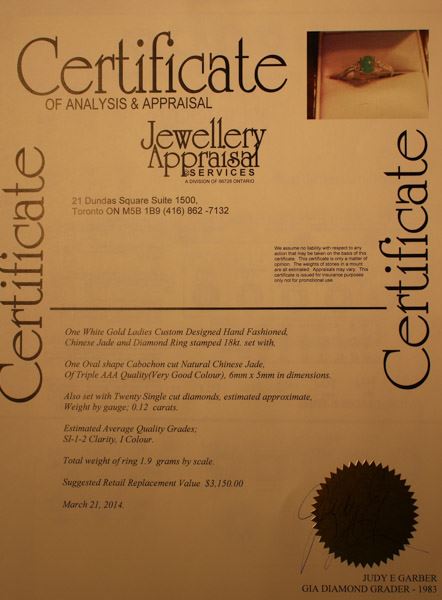 Certificate
OF ANALYSIS & APPRAISAL
Jewellery
Appraisal
SERVICES
A DIVISION OF 86728 ONTARIO
21 Dundas Square Suite 1500,
Toronto ON M5B 1B9 (416) 862 -7132
Certificate
Certificate
We assume no liability with respect to any
action that may be taken on the basis of this
certificate. This certificate is only a matter of
opinion. The weights of stones in a mount
are all estimated. Appraisals may vary. This
certificate is issued for insurance purposes
only not for promotional use.
One White Gold Ladies Custom Designed Hand Fashioned,
Chinese Jade and Diamond Ring stamped 18kt. set with,
One Oval shape Cabochon cut Natural Chinese Jade,
Of Triple AAA Quality(Very Good Colour), 6mm x 5mm in dimensions.
Also set with Twenty Single cut diamonds, estimated approximate,
Weight by gauge; 0.12 carats.
Estimated Average Quality Grades;
SI-1-2 Clarity, I Colour.
Total weight of ring 1.9 grams by scale.
Suggested Retail Replacement Value $3,150.00
March 21, 2014.
JUDY E GARBER
GIA DIAMOND GRADER - 1983